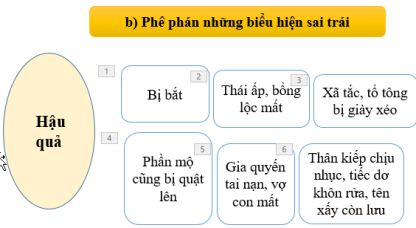 b) Phê phán những biểu hiện sai trái
Hậu
quả
1
2
Bị bắt
3
Thái ấp, bổng
lộc mất
Xã tắc, tổ tông
bị giày xéo
4
5
Phần mộ
cũng bị quật
lên
6
Gia quyến
tai nạn, vợ
con mất
Thân kiếp chịu
nhục, tiếc dơ
khôn rửa, tên
xấy còn lưu